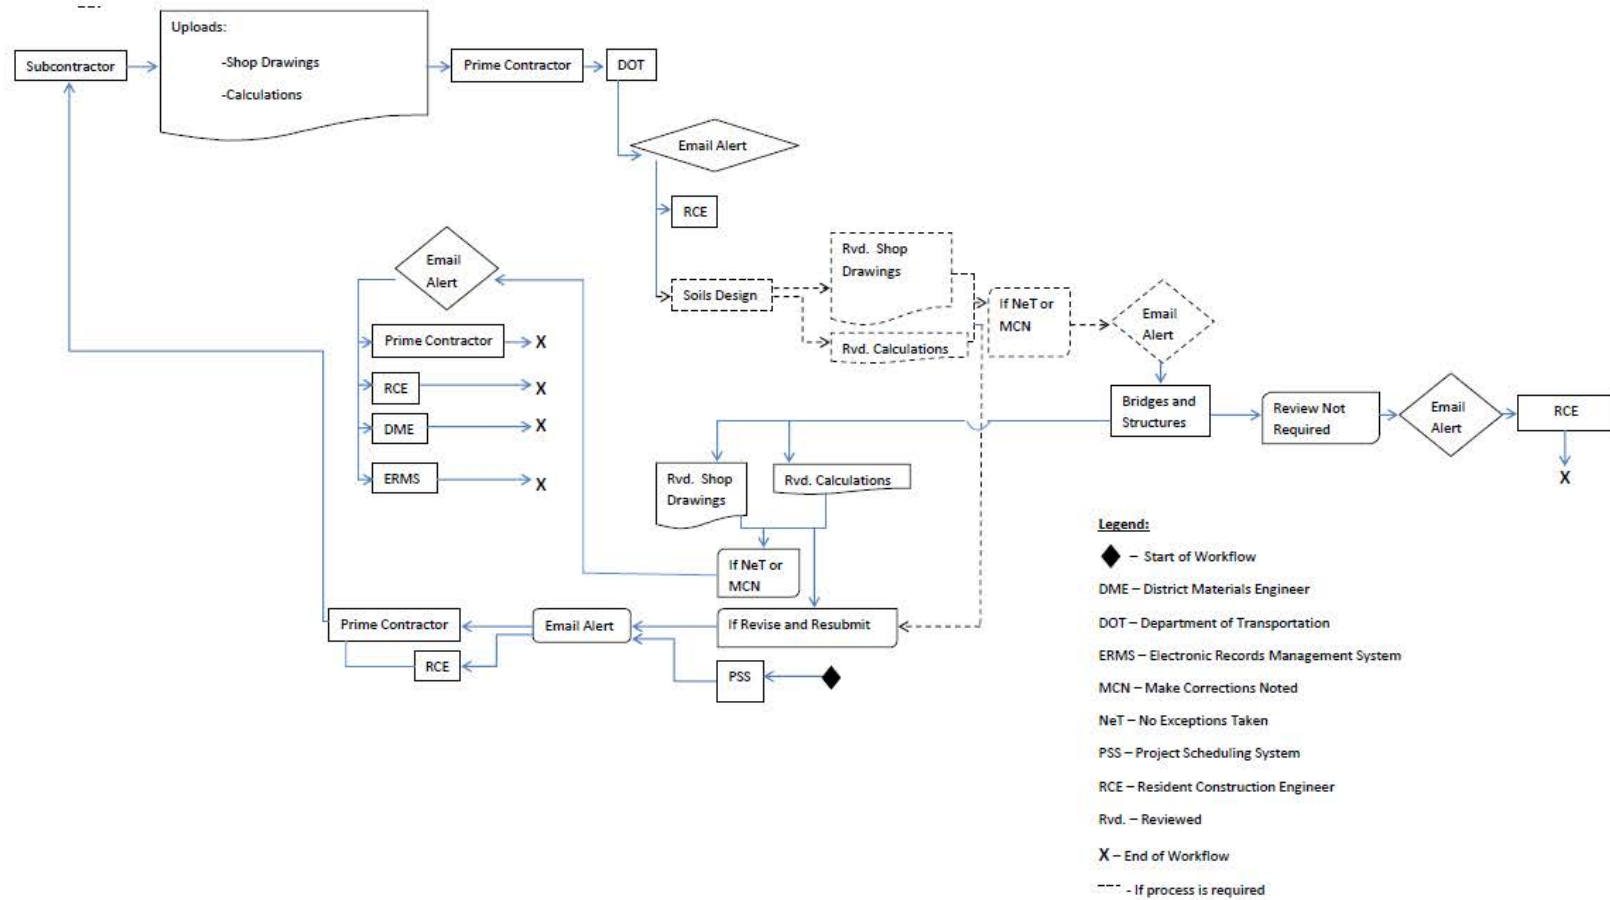 Uploads:
-Shop Drawings
-Calculations
Subcontractor
Prime Contractor
DOT
Email Alert
RCE
Soils Design
Rvd. Shop
Drawings
Rvd. Calculations
If NeT or
MCN
Email
Alert
Bridges and
Structures
Review Not
Required
Email
Alert
RCE
X
Email
Alert
Prime Contractor
X
RCE
X
DME
X
ERMS
X
Rvd. Shop
Drawings
Rvd. Calculations
If NeT or
MCN
If Revise and Resubmit
Email Alert
Prime Contractor
RCE
PSS
Legend:
– Start of Workflow
DME – District Materials Engineer
DOT – Department of Transportation
ERMS – Electronic Records Management System
MCN – Make Corrections Noted
NeT – No Exceptions Taken
PSS – Project Scheduling System
RCE – Resident Construction Engineer
Rvd. – Reviewed
X – End of Workflow
--- - If process is required